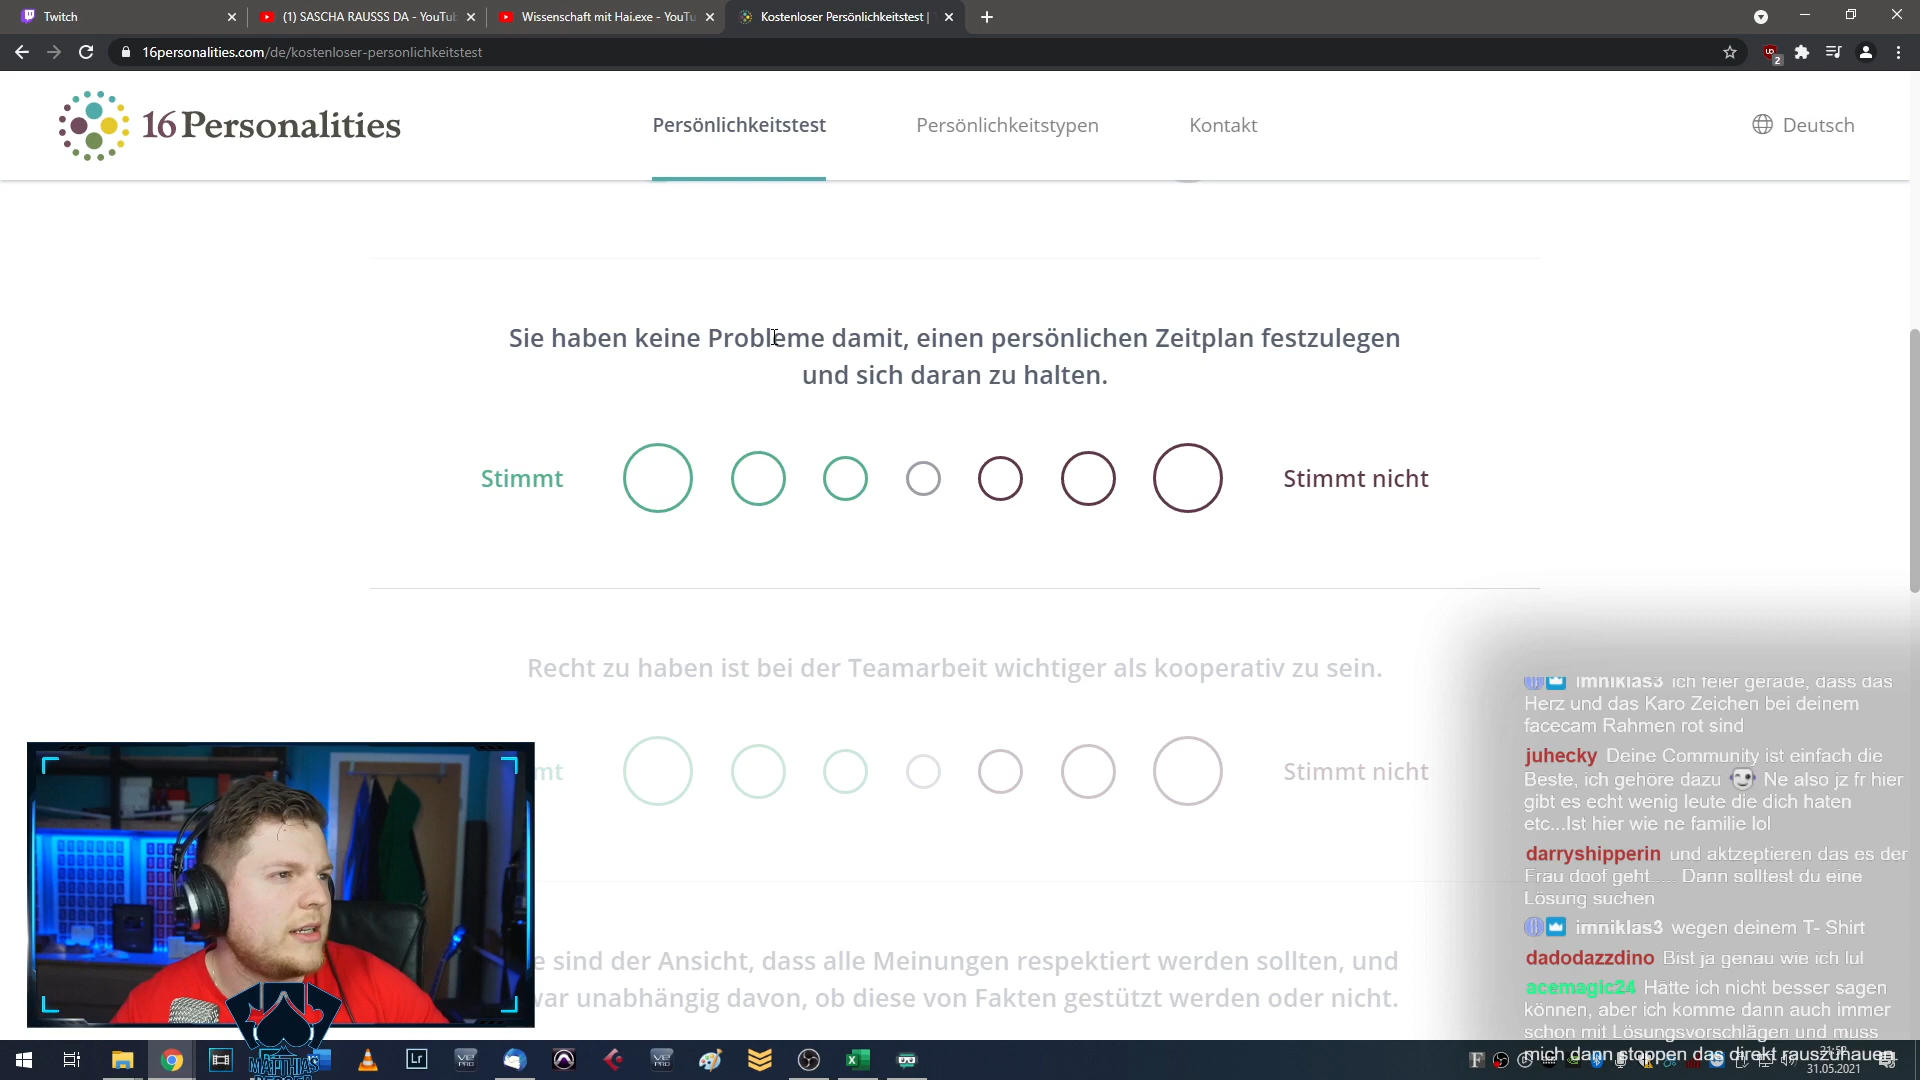 Twitch
(1) SASCHA RAUSSS DA - YouTub
Wissenschaft mit Hai.exe - YouTu
Kostenloser Persönlichkeitstest |
16personalities.com/de/kostenloser-personlichkeitstest
2
16Personalities
Persönlichkeitstest
Persönlichkeitstypen
Kontakt
Deutsch
Sie haben keine Probleme damit, einen persönlichen Zeitplan festzulegen
und sich daran zu halten.
Stimmt
Stimmt nicht
Recht zu haben ist bei der Teamarbeit wichtiger als kooperativ zu sein.
mt
Stimmt nicht
e sind der Ansicht, dass alle Meinungen respektiert werden sollten, und
war unabhängig davon, ob diese von Fakten gestützt werden oder nicht.
imniklas3 ich feier gerade, dass das
Herz und das Karo Zeichen bei deinem
facecam Rahmen rot sind
juhecky Deine Community ist einfach die
Beste, ich gehöre dazu Ne also jz fr hier
gibt es echt wenig leute die dich haten
etc...Ist hier wie ne familie lol
darryshipperin und aktzeptieren das es der
Frau doof geht..... Dann solltest du eine
Lösung suchen
imniklas3 wegen deinem T- Shirt
dadodazzdino Bist ja genau wie ich lul
acemagic24 Hätte ich nicht besser sagen
können, aber ich komme dann auch immer
schon mit Lösungsvorschlägen und muss
mich dann stoppen das direkt rauszuhauen
MATTHIAS
Lr
31.05.2021